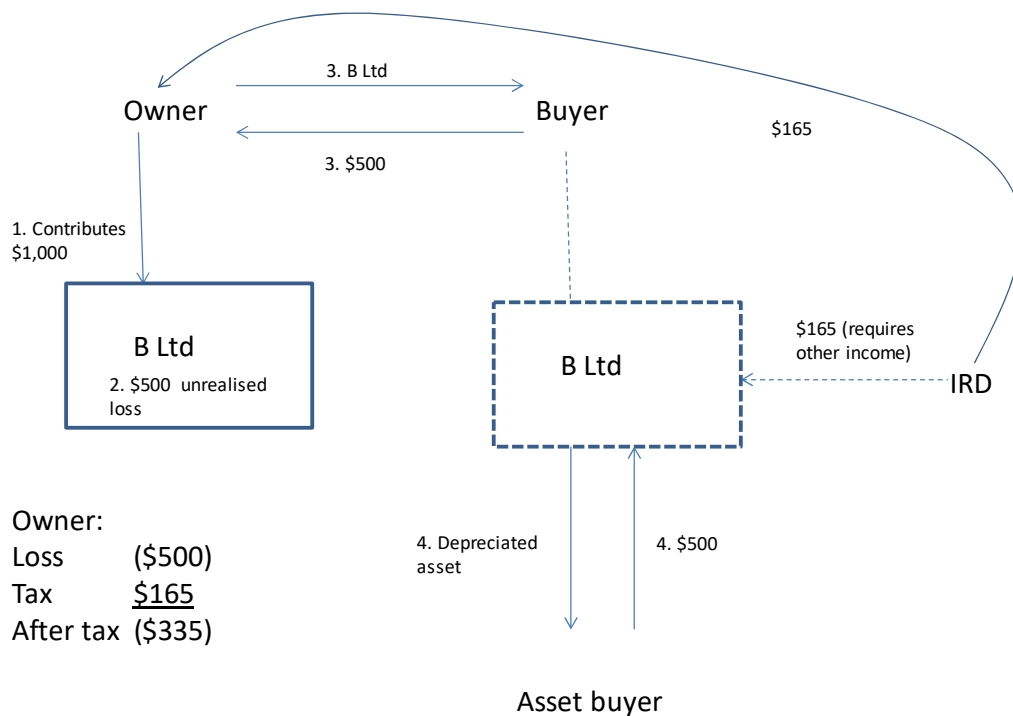 3. B Ltd
Owner
Buyer
$165
3. $500
1. Contributes
$1,000
B Ltd
2. $500 unrealised
loss
B Ltd
$165 (requires
other income)
IRD
Owner:
Loss ($500)
Tax $165
After tax ($335)
4. Depreciated
asset
4. $500
Asset buyer